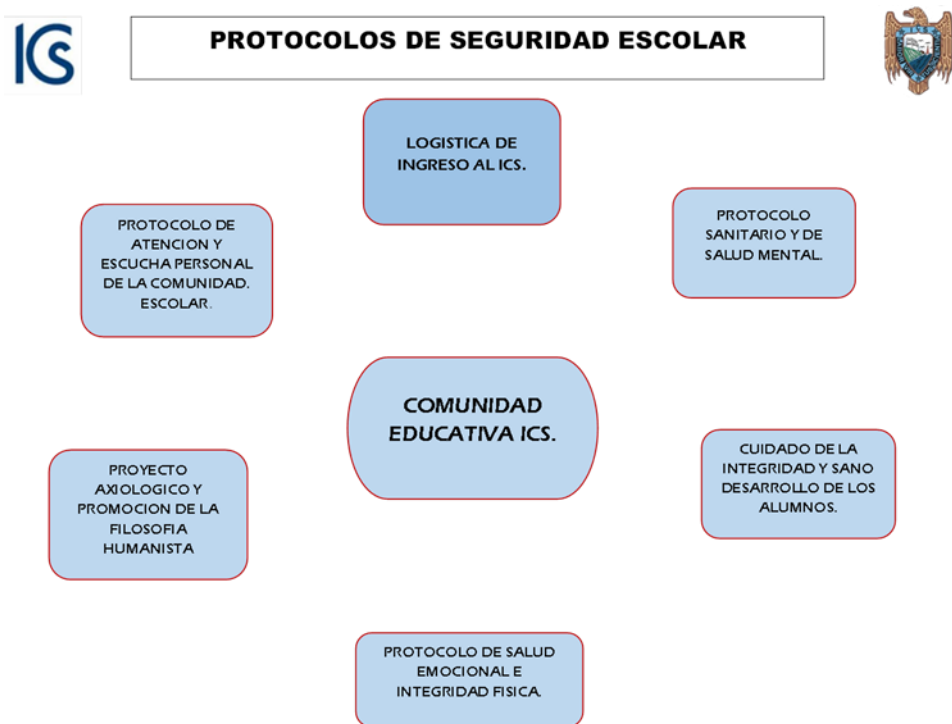 ICS
PROTOCOLOS DE SEGURIDAD ESCOLAR
LOGISTICA DE
INGRESO AL ICS.
PROTOCOLO DE
ATENCION Y
ESCUCHA PERSONAL
DE LA COMUNIDAD.
ESCOLAR.
PROTOCOLO
SANITARIO Y DE
SALUD MENTAL.
COMUNIDAD
EDUCATIVA ICS.
PROYECTO
AXIOLOGICO Y
PROMOCION DE LA
FILOSOFIA
HUMANISTA
CUIDADO DE LA
INTEGRIDAD Y SANO
DESARROLLO DE LOS
ALUMNOS.
PROTOCOLO DE SALUD
EMOCIONAL E
INTEGRIDAD FISICA.